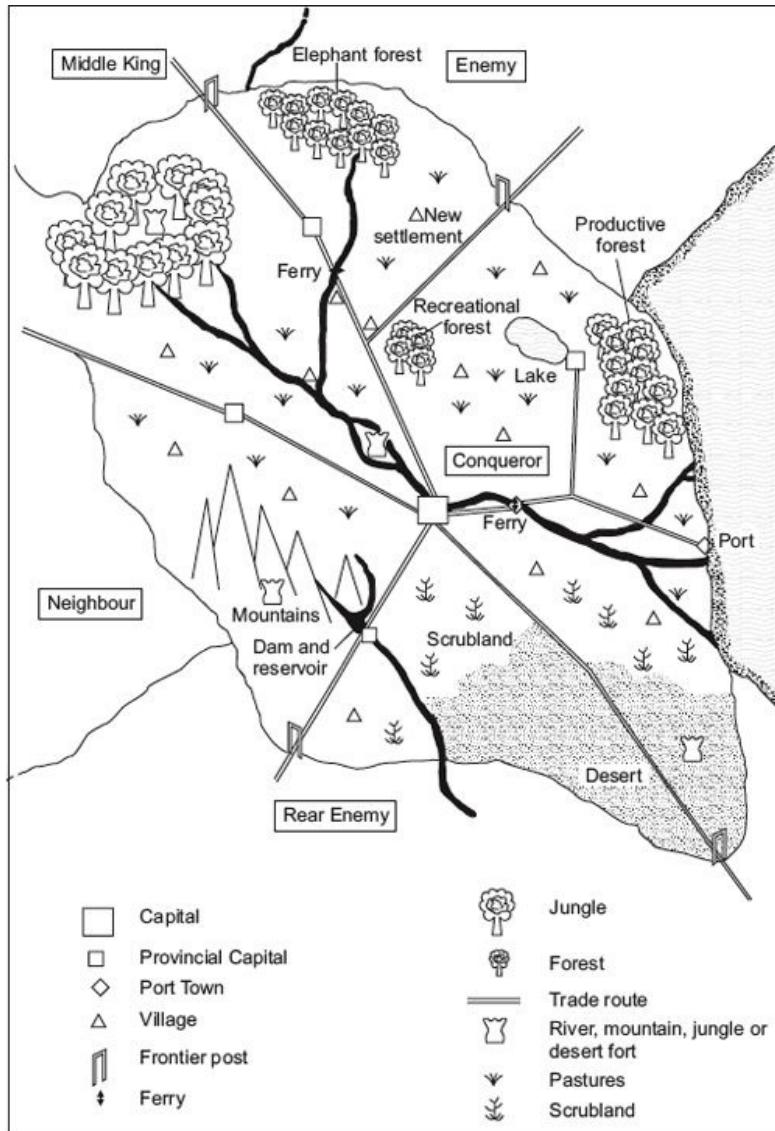 Elephant forest
Middle King
Enemy
New
settlement
Productive
forest
Ferry
Recreational
forest
Lake
Conqueror
Ferry
Port
Neighbour
Mountains
Scrubland
Dam and
reservoir
Desert
Rear Enemy
Capital
Provincial Capital
Port Town
Village
Frontier post
Ferry
Jungle
Forest
Trade route
River, mountain, jungle or
desert fort
Pastures
Scrubland